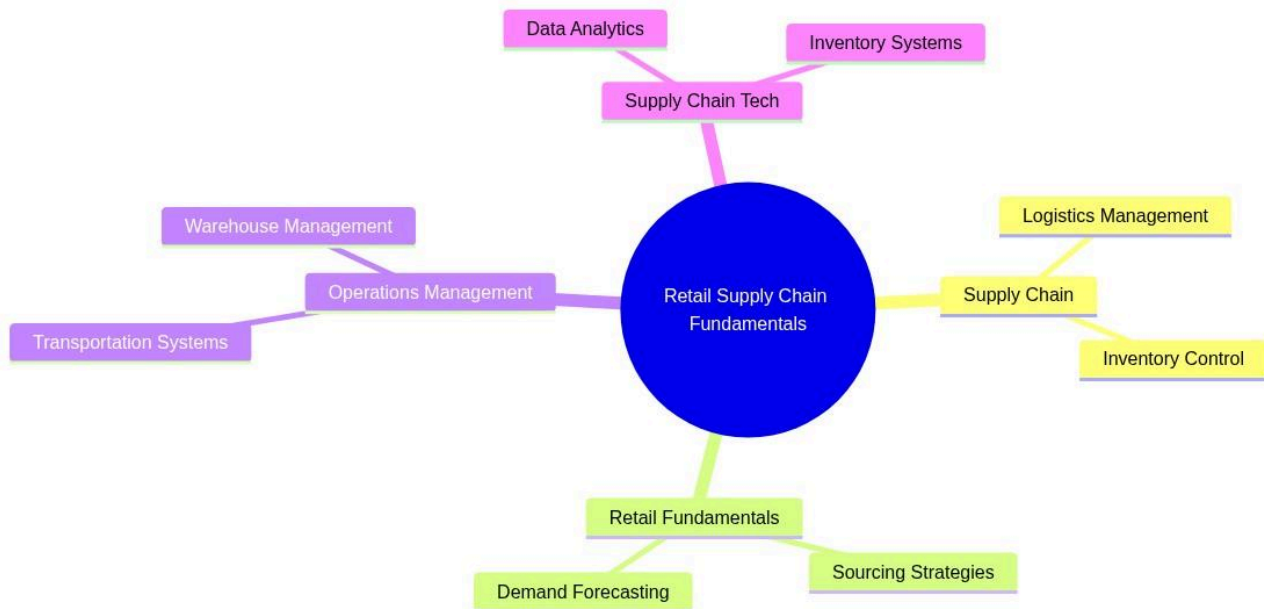 Data Analytics
Inventory Systems
Supply Chain Tech
Warehouse Management
Logistics Management
Operations Management
Retail Supply Chain
Fundamentals
Supply Chain
Transportation Systems
Inventory Control
Retail Fundamentals
Sourcing Strategies
Demand Forecasting